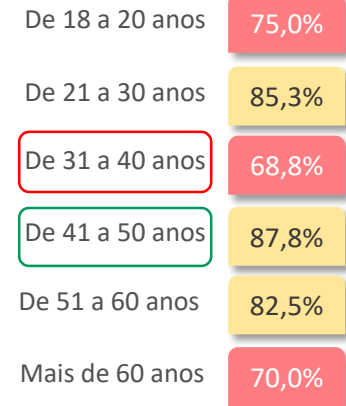 De 18 a 20 anos 75,0%
De 21 a 30 anos 85,3%
De 31 a 40 anos 68,8%
De 41 a 50 anos 87,8%
De 51 a 60 anos 82,5%
Mais de 60 anos 70,0%